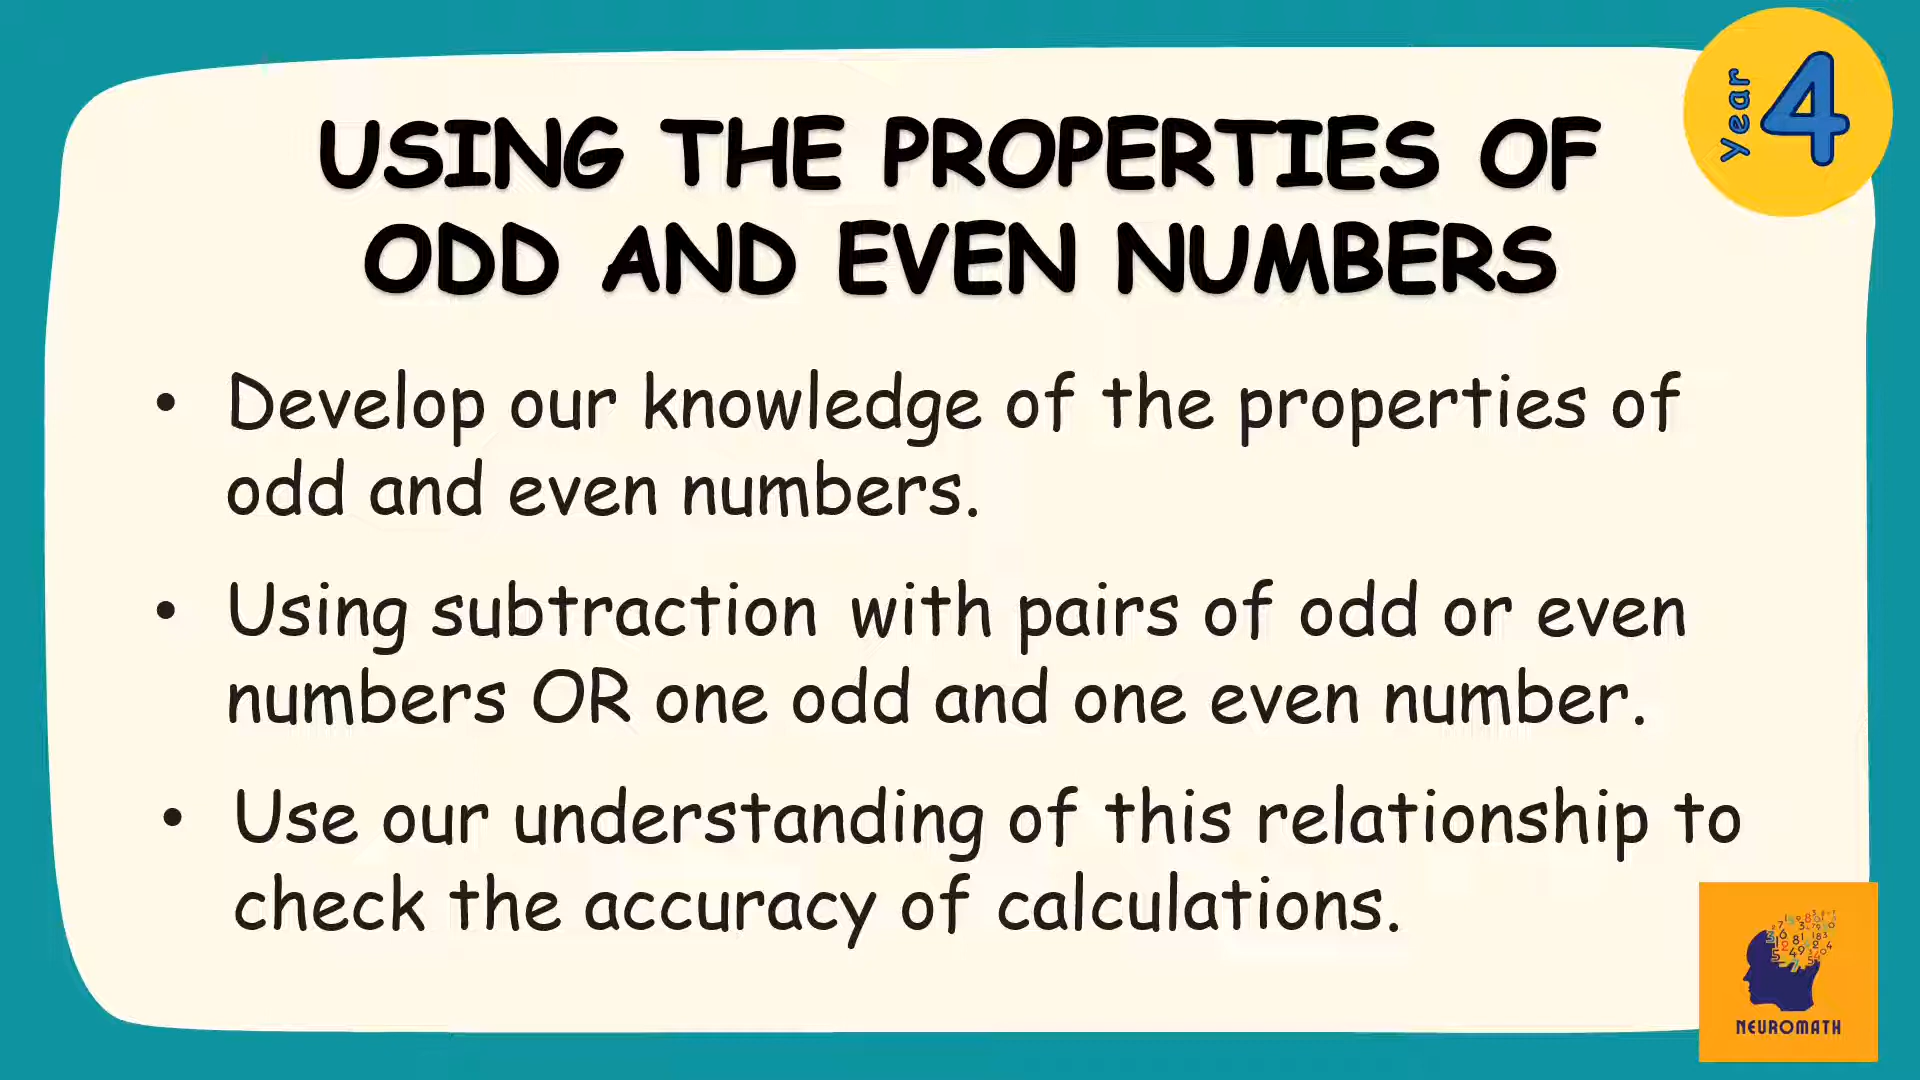 year 4
USING THE PROPERTIES OF
ODD AND EVEN NUMBERS
• Develop our knowledge of the properties of
odd and even numbers.
• Using subtraction with pairs of odd or even
numbers OR one odd and one even number.
• Use our understanding of this relationship to
check the accuracy of calculations.
NEUROMATH